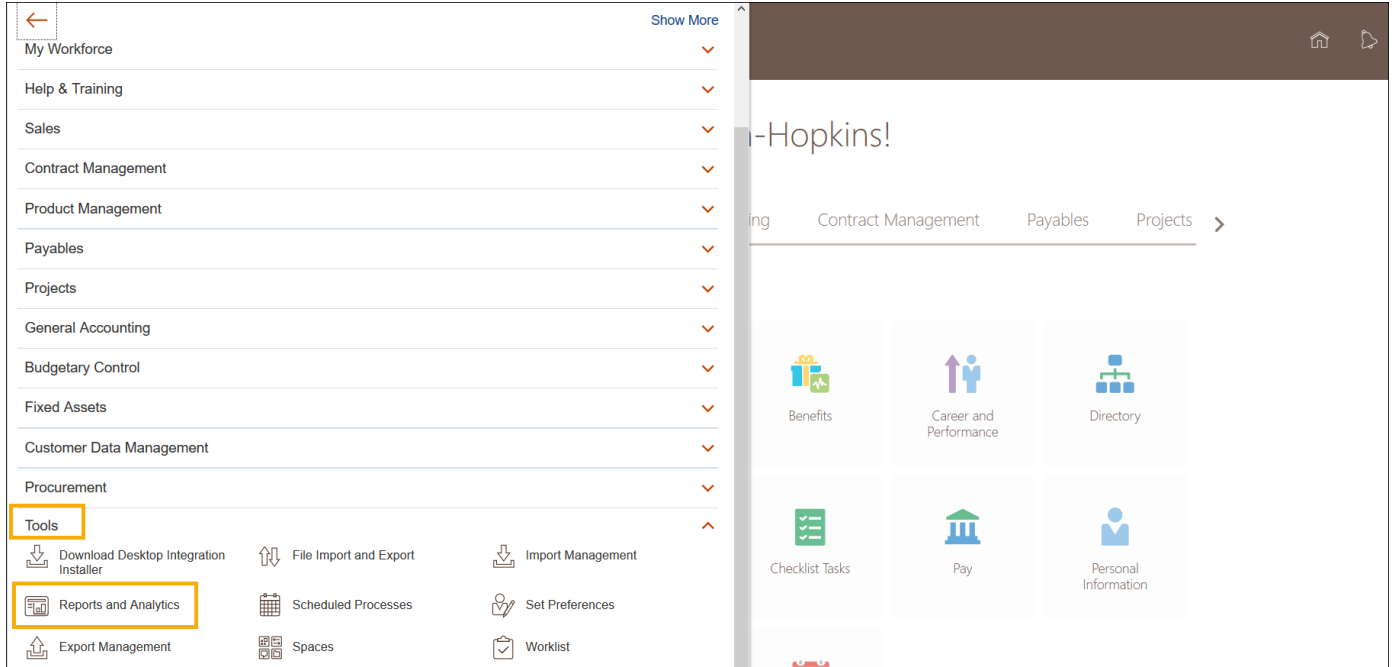 Show More
My Workforce
Help & Training
Sales
Contract Management
Product Management
Payables
Projects
General Accounting
Budgetary Control
Fixed Assets
Customer Data Management
Procurement
Tools
Download Desktop Integration
Installer
File Import and Export
Import Management
Reports and Analytics
Scheduled Processes
Set Preferences
Export Management
Spaces
Worklist
-Hopkins!
ing
Contract Management
Payables
Projects
Benefits
Career and
Performance
Directory
Checklist Tasks
Pay
Personal
Information